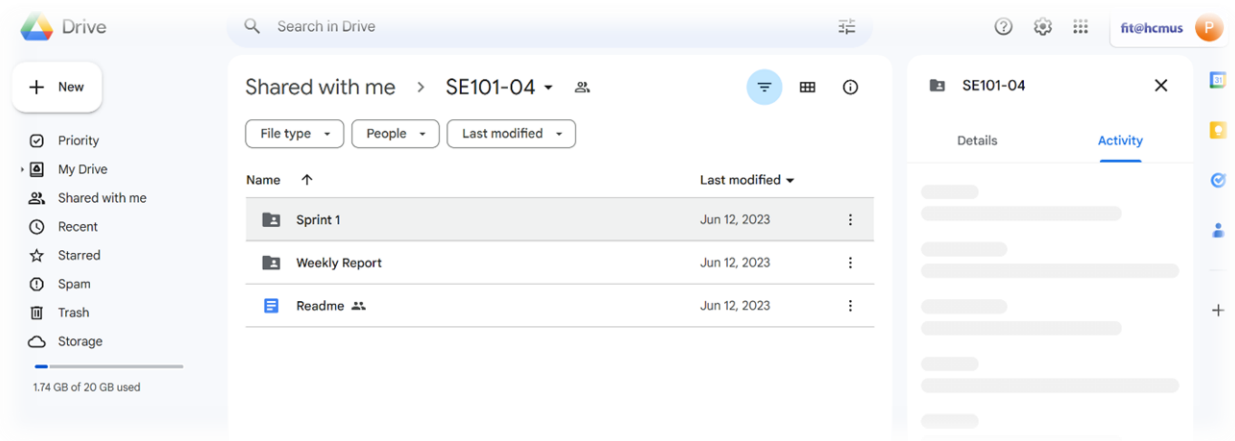 Drive
Search in Drive
fit@hcmus
P
New
Priority
My Drive
Shared with me
Recent
Starred
Spam
Trash
Storage
1.74 GB of 20 GB used
Shared with me > SE101-04
File type
People
Last modified
Name
Last modified
Sprint 1
Jun 12, 2023
Weekly Report
Jun 12, 2023
Readme
Jun 12, 2023
SE101-04
Details
Activity
31